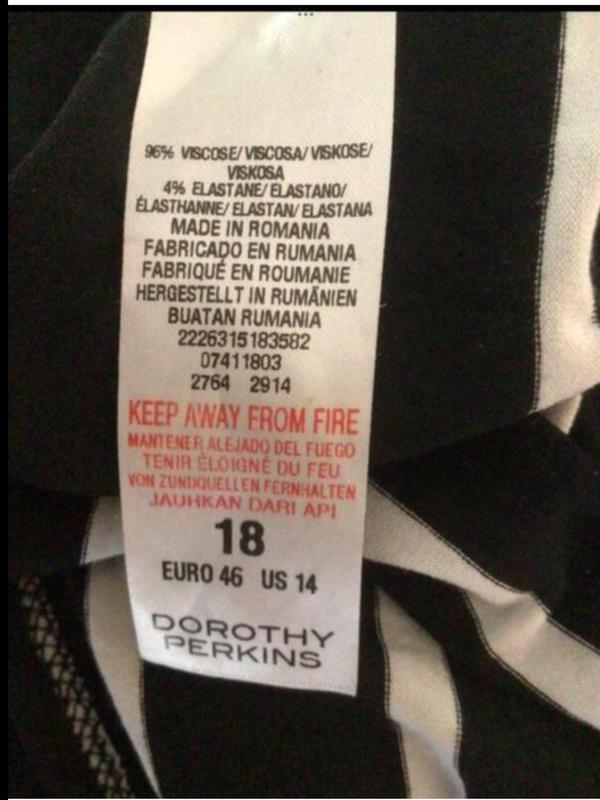 96% VISCOSE/ VISCOSA/ VISKOSE/
VISKOSA
4% ELASTANE/ ELASTANO/
ÉLASTHANNE/ ELASTAN/ ELASTANA
MADE IN ROMANIA
FABRICADO EN RUMANIA
FABRIQUÉ EN ROUMANIE
HERGESTELLT IN RUMÄNIEN
BUATAN RUMANIA
2226315183582
07411803
2764 2914
KEEP AWAY FROM FIRE
MANTENER ALEJADO DEL FUEGO
TENIR ÉLOIGNÉ DU FEU
VON ZUNDQUELLEN FERNHALTEN
JAUHKAN DARI API
18
EURO 46 US 14
DOROTHY
PERKINS